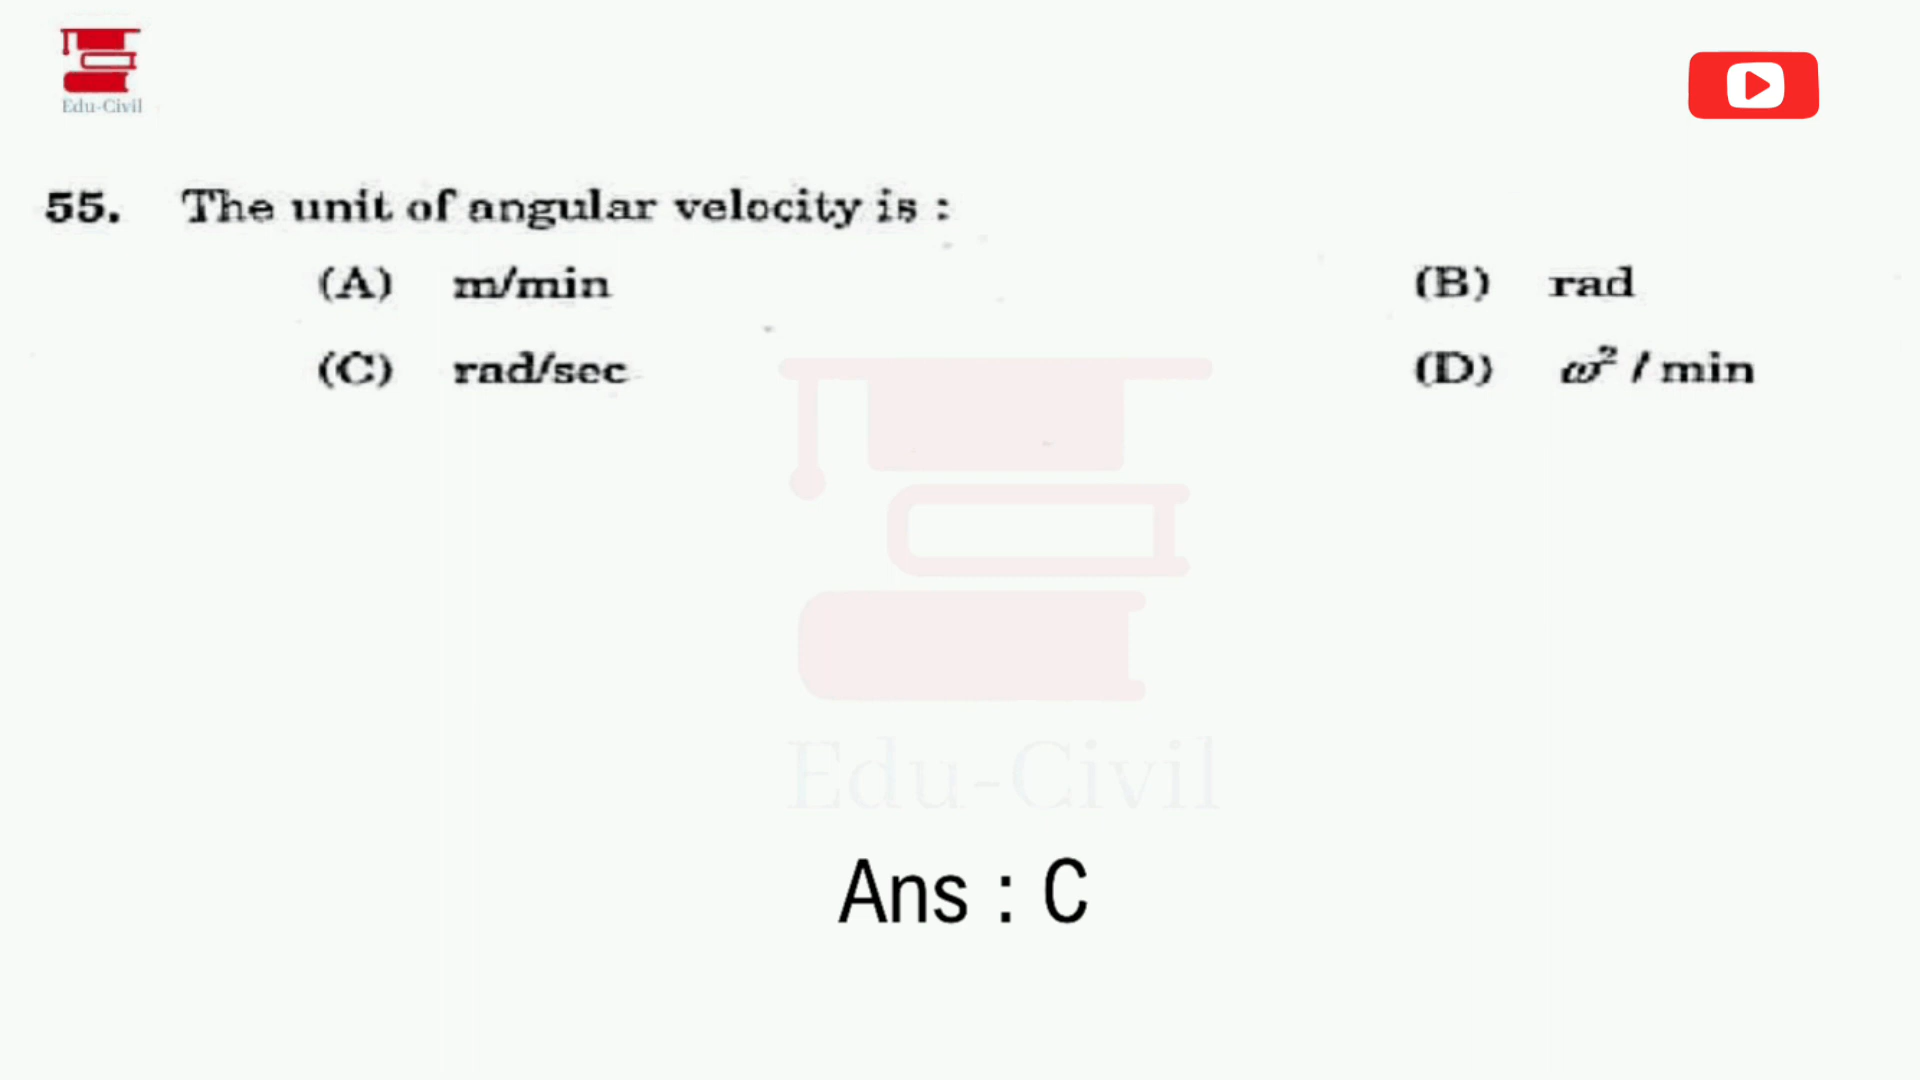 Edu-Civil
55. The unit of angular velocity is :
(A) m/min (B) rad
(C) rad/sec (D) ω² / min
Edu-Civil
Ans : C